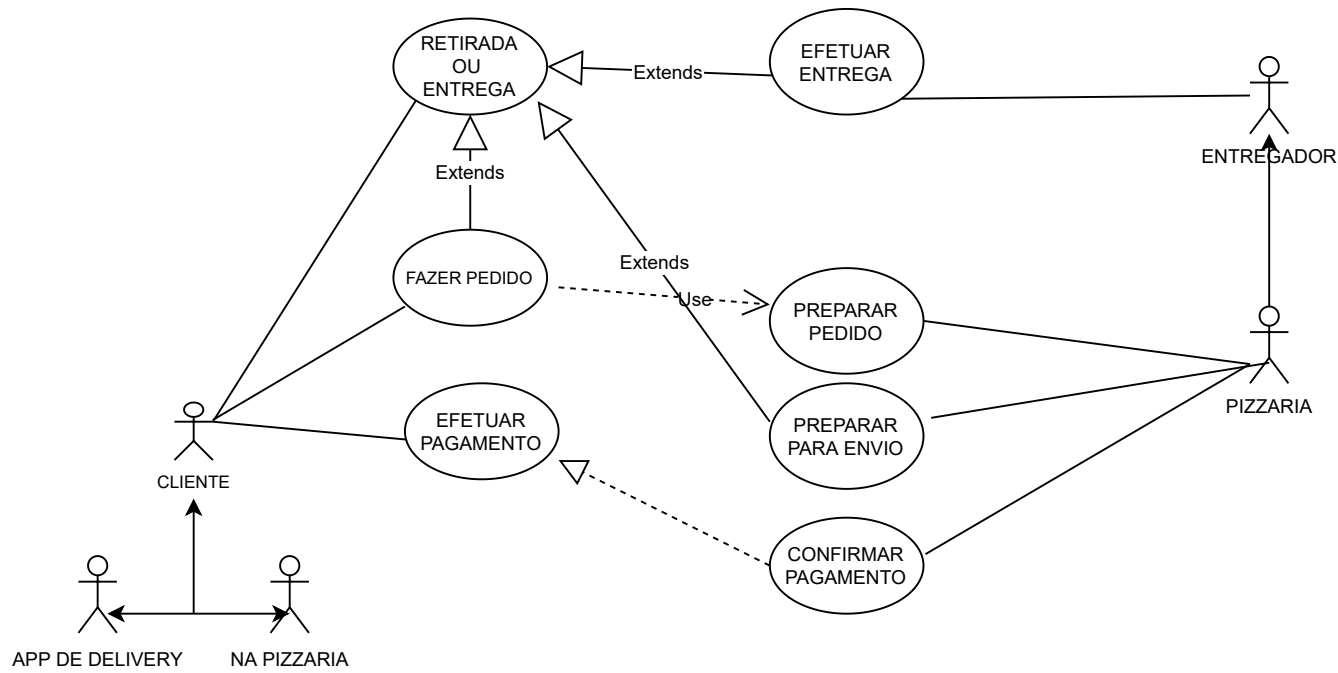 RETIRADA
OU
ENTREGA
Extends
EFETUAR
ENTREGA
ENTREGADOR
Extends
FAZER PEDIDO
Extends
Use
PREPARAR
PEDIDO
PIZZARIA
EFETUAR
PAGAMENTO
PREPARAR
PARA ENVIO
CLIENTE
CONFIRMAR
PAGAMENTO
APP DE DELIVERY
NA PIZZARIA